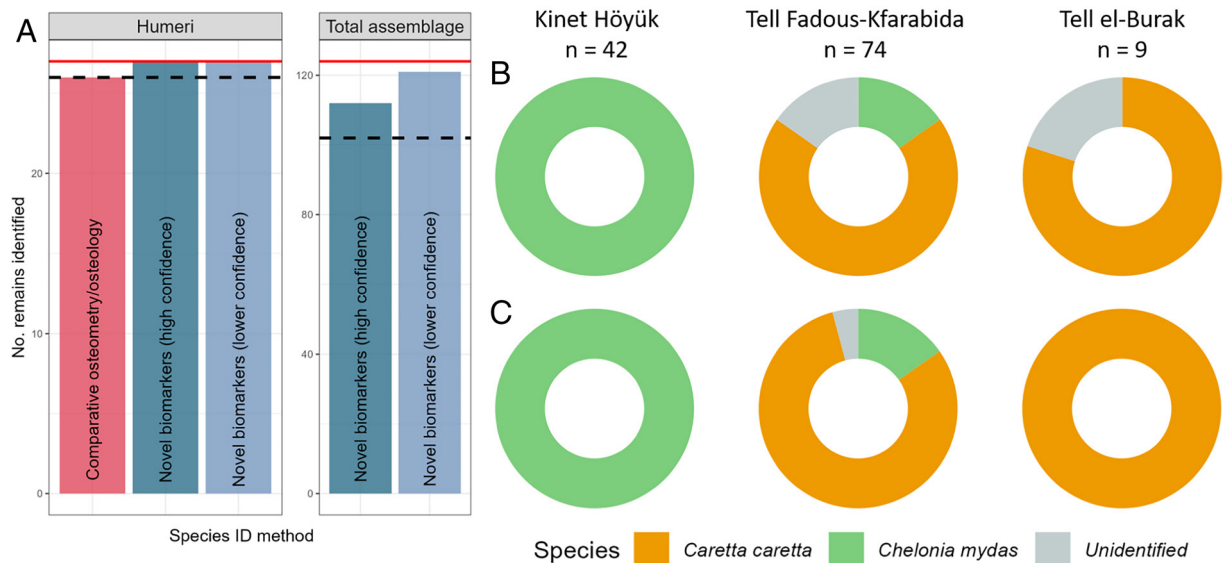 A
Humeri
Total assemblage
No. remains identified
20
10
0
120
80
40
0
Comparative osteometry/osteology
Novel biomarkers (high confidence)
Novel biomarkers (lower confidence)
Novel biomarkers (high confidence)
Novel biomarkers (lower confidence)
Species ID method
Kinet Höyük
n = 42
Tell Fadous-Kfarabida
n = 74
Tell el-Burak
n = 9
B
C
Species Caretta caretta Chelonia mydas Unidentified